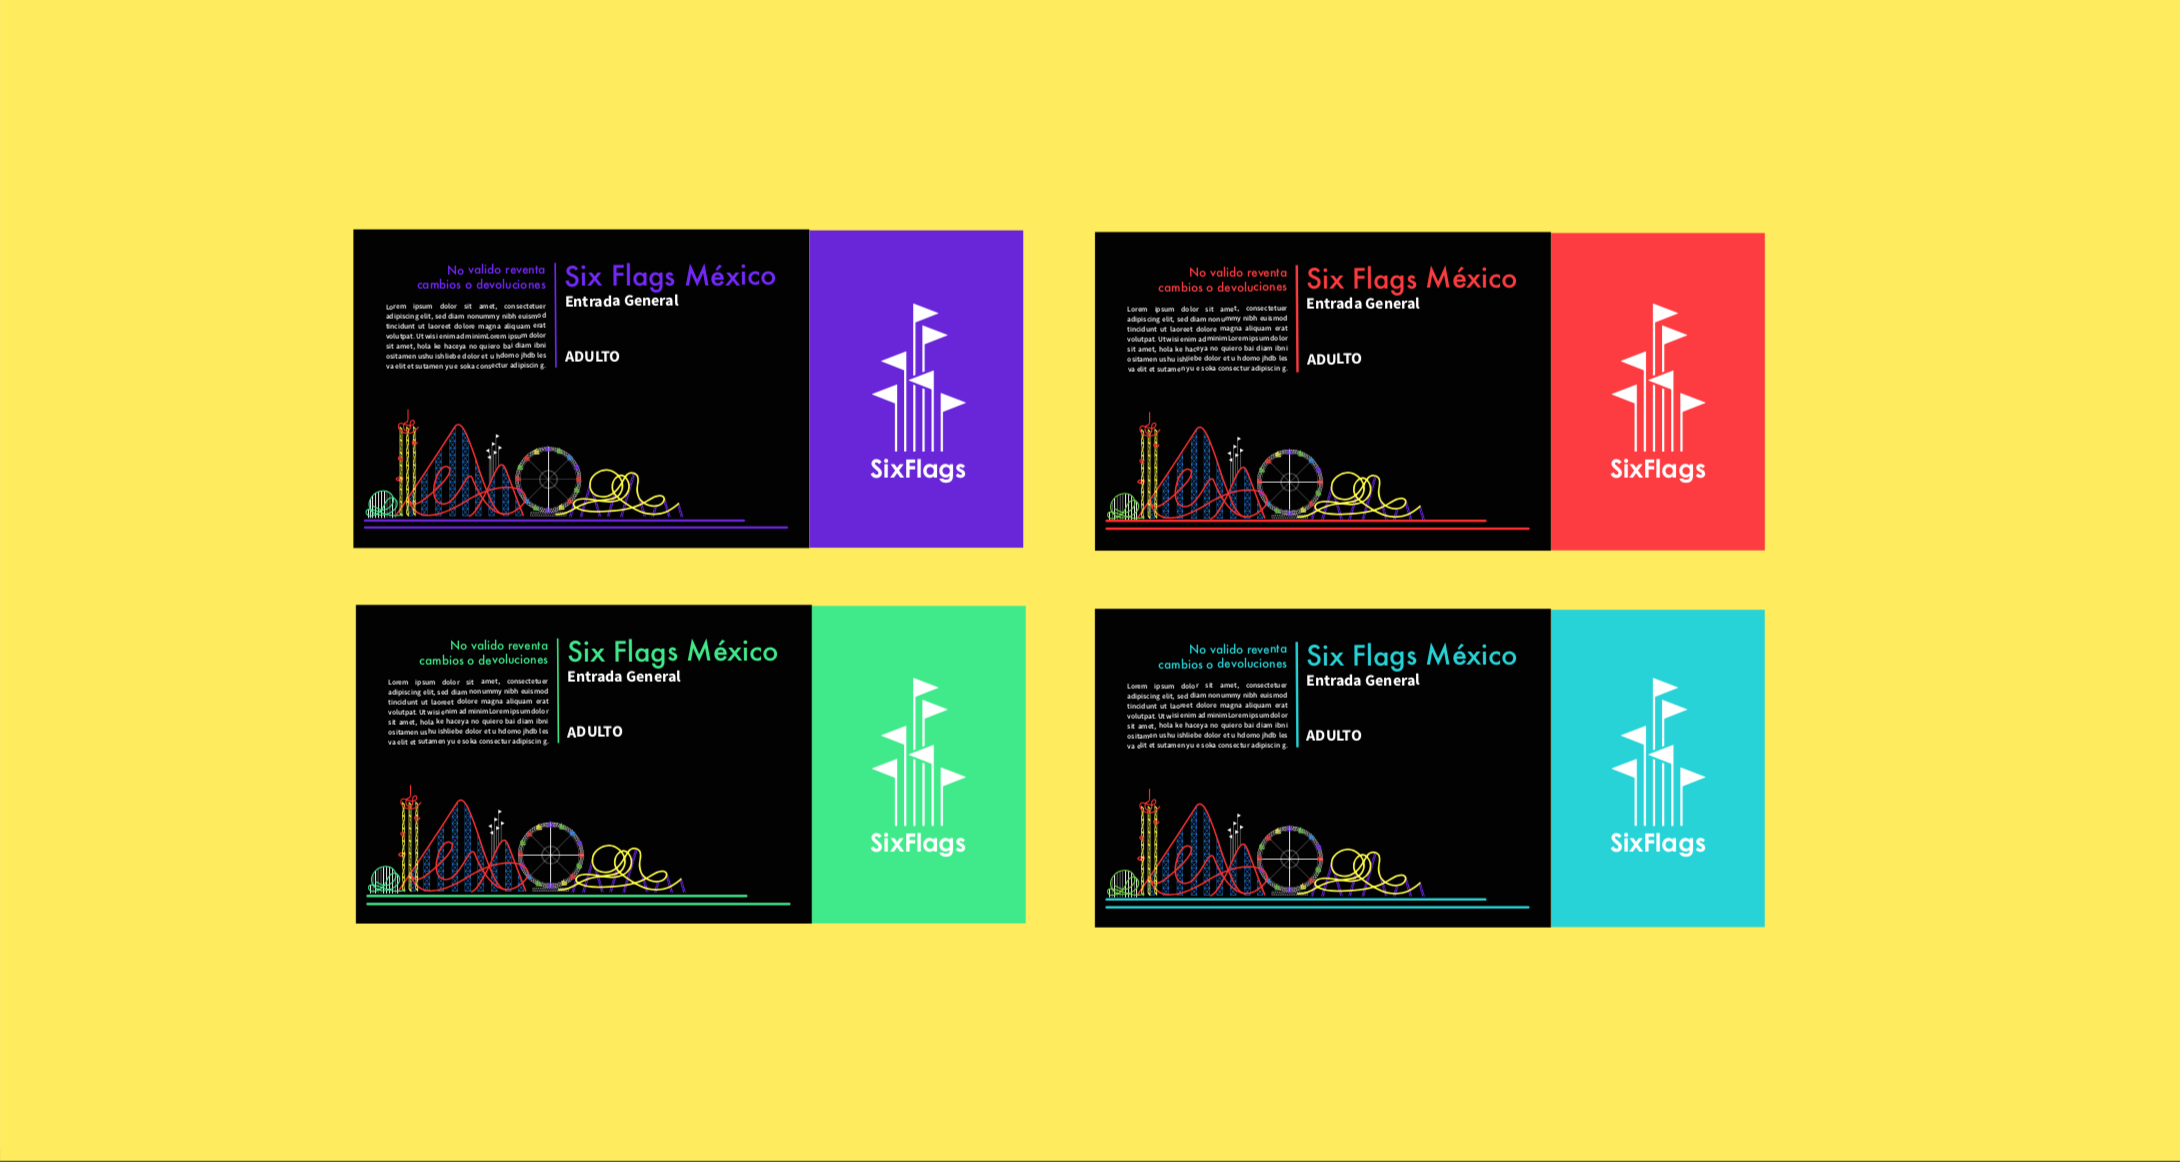 No valido reventa
cambios o devoluciones
Lorem ipsum dolor sit amet, consectetuer
adipiscing elit, sed diam nonummy nibh euismod
tincidunt ut laoreet dolore magna aliquam erat
volutpat. Ut wisi enim ad minim Lorem ipsum dolor
sit amet, hola ke haceya no quiero bai diam ibni
ositamen ushu ishliebe dolor et u hdomo jhdb les
va elit et sutamen yu e soka consectur adipiscin g.
Six Flags México
Entrada General
ADULTO
SixFlags
No valido reventa
cambios o devoluciones
Lorem ipsum dolor sit amet, consectetuer
adipiscing elit, sed diam nonummy nibh euismod
tincidunt ut laoreet dolore magna aliquam erat
volutpat. Ut wisi enim ad minim Lorem ipsum dolor
sit amet, hola ke haceya no quiero bai diam ibni
ositamen ushu ishliebe dolor et u hdomo jhdb les
va elit et sutamen yu e soka consectur adipiscin g.
Six Flags México
Entrada General
ADULTO
SixFlags
No valido reventa
cambios o devoluciones
Lorem ipsum dolor sit amet, consectetuer
adipiscing elit, sed diam nonummy nibh euismod
tincidunt ut laoreet dolore magna aliquam erat
volutpat. Ut wisi enim ad minim Lorem ipsum dolor
sit amet, hola ke haceya no quiero bai diam ibni
ositamen ushu ishliebe dolor et u hdomo jhdb les
va elit et sutamen yu e soka consectur adipiscin g.
Six Flags México
Entrada General
ADULTO
SixFlags
No valido reventa
cambios o devoluciones
Lorem ipsum dolor sit amet, consectetuer
adipiscing elit, sed diam nonummy nibh euismod
tincidunt ut laoreet dolore magna aliquam erat
volutpat. Ut wisi enim ad minim Lorem ipsum dolor
sit amet, hola ke haceya no quiero bai diam ibni
ositamen ushu ishliebe dolor et u hdomo jhdb les
va elit et sutamen yu e soka consectur adipiscin g.
Six Flags México
Entrada General
ADULTO
SixFlags